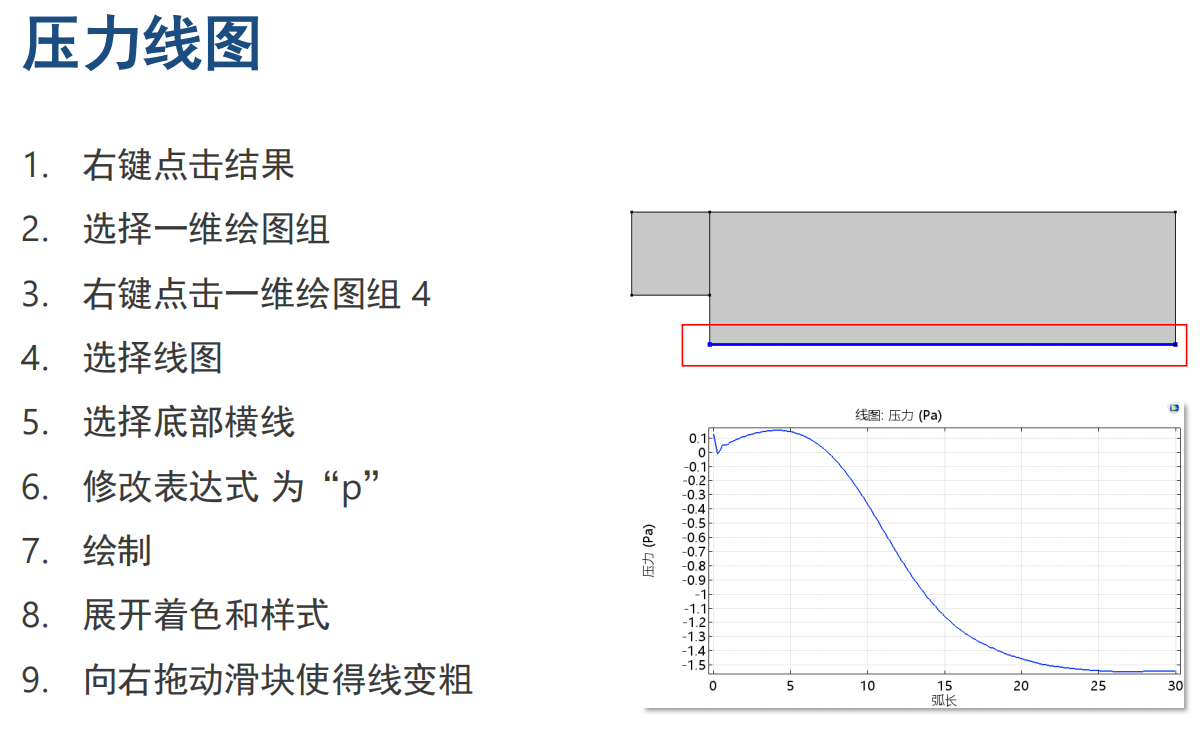 压力线图
1. 右键点击结果
2. 选择一维绘图组
3. 右键点击一维绘图组 4
4. 选择线图
5. 选择底部横线
6. 修改表达式 为 “p”
7. 绘制
8. 展开着色和样式
9. 向右拖动滑块使得线变粗
线图: 压力 (Pa)
压力 (Pa)
0.1
0
-0.1
-0.2
-0.3
-0.4
-0.5
-0.6
-0.7
-0.8
-0.9
-1
-1.1
-1.2
-1.3
-1.4
-1.5
0 5 10 15 20 25 30
弧长